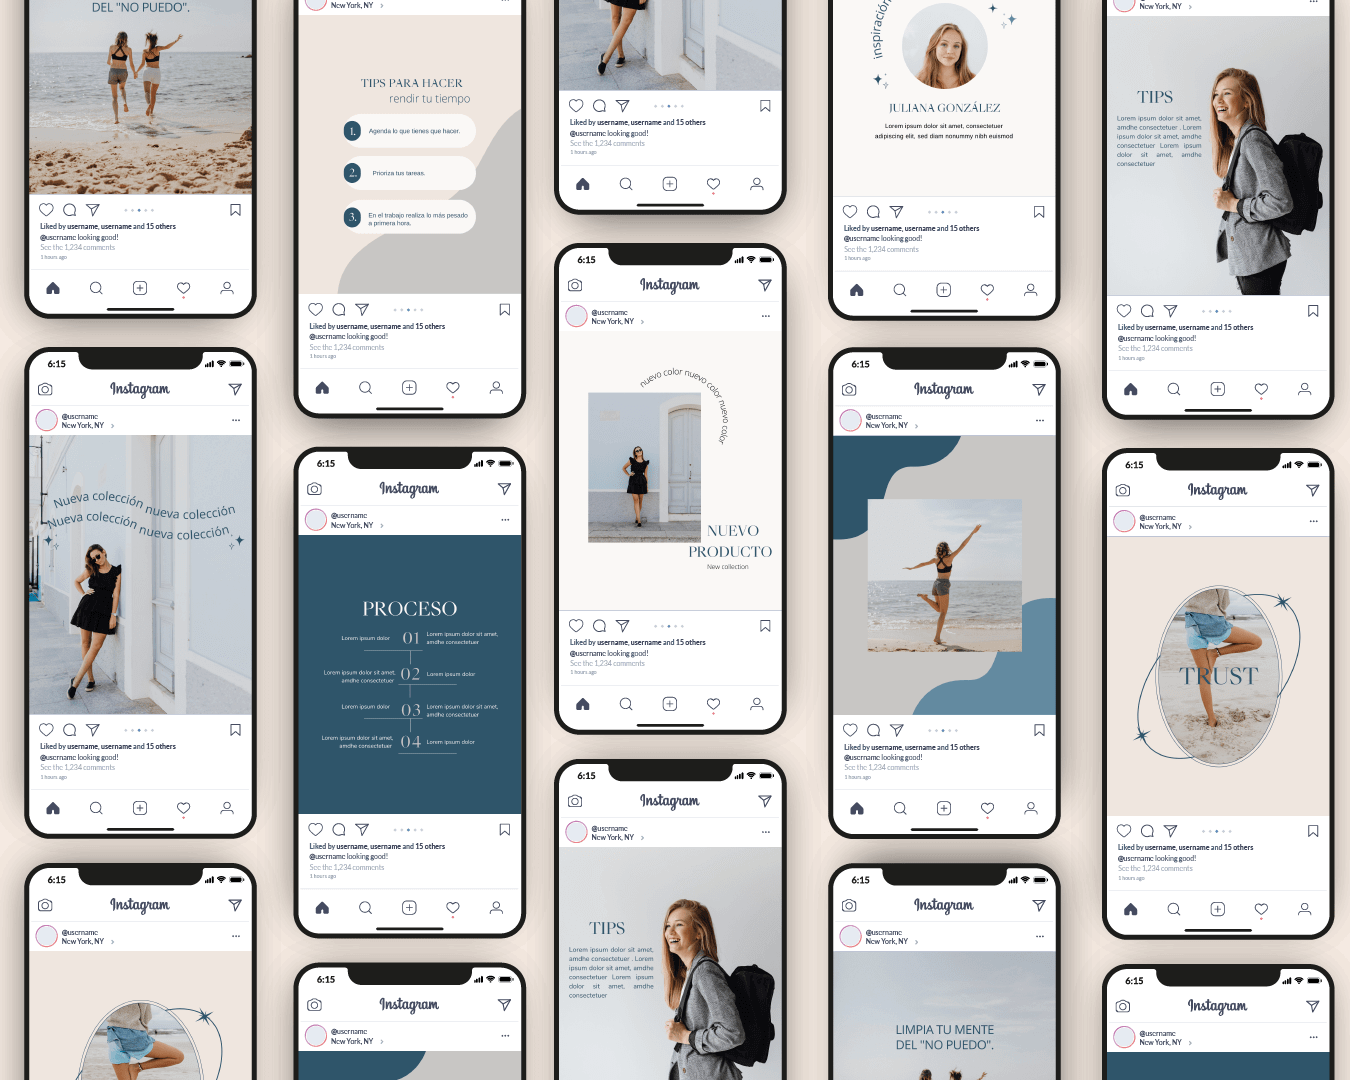 DEL "NO PUEDO".
Liked by username, username and 15 others
@username looking good!
See the 1,234 comments
1 hours ago
6:15
Instagram
@username
New York, NY
Nueva colección nueva colección
Nueva colección nueva colección
Liked by username, username and 15 others
@username looking good!
See the 1,234 comments
1 hours ago
6:15
Instagram
@username
New York, NY
New York, NY
TIPS PARA HACER
rendir tu tiempo
1. Agenda lo que tienes que hacer.
2. Prioriza tus tareas.
3. En el trabajo realiza lo más pesado
a primera hora.
Liked by username, username and 15 others
@username looking good!
See the 1,234 comments
1 hours ago
6:15
Instagram
@username
New York, NY
PROCESO
Lorem ipsum dolor 01 Lorem ipsum dolor sit amet,
amdhe consectetuer
Lorem ipsum dolor sit amet,
amdhe consectetuer 02 Lorem ipsum dolor
Lorem ipsum dolor 03 Lorem ipsum dolor sit amet,
amdhe consectetuer
Lorem ipsum dolor sit amet,
amdhe consectetuer 04 Lorem ipsum dolor
Liked by username, username and 15 others
@username looking good!
See the 1,234 comments
1 hours ago
6:15
Instagram
@username
New York, NY
Liked by username, username and 15 others
@username looking good!
See the 1,234 comments
1 hours ago
6:15
Instagram
@username
New York, NY
nuevo color nuevo color nuevo color
NUEVO
PRODUCTO
New collection
Liked by username, username and 15 others
@username looking good!
See the 1,234 comments
1 hours ago
6:15
Instagram
@username
New York, NY
TIPS
Lorem ipsum dolor sit amet,
amdhe consectetuer . Lorem
ipsum dolor sit amet, amdhe
consectetuer Lorem ipsum
dolor sit amet, amdhe
consectetuer
inspiración
JULIANA GONZÁLEZ
Lorem ipsum dolor sit amet, consectetuer
adipiscing elit, sed diam nonummy nibh euismod
Liked by username, username and 15 others
@username looking good!
See the 1,234 comments
1 hours ago
6:15
Instagram
@username
New York, NY
Liked by username, username and 15 others
@username looking good!
See the 1,234 comments
1 hours ago
6:15
Instagram
@username
New York, NY
LIMPIA TU MENTE
DEL "NO PUEDO".
New York, NY
TIPS
Lorem ipsum dolor sit amet,
amdhe consectetuer . Lorem
ipsum dolor sit amet, amdhe
consectetuer Lorem ipsum
dolor sit amet, amdhe
consectetuer
Liked by username, username and 15 others
@username looking good!
See the 1,234 comments
1 hours ago
6:15
Instagram
@username
New York, NY
TRUST
Liked by username, username and 15 others
@username looking good!
See the 1,234 comments
1 hours ago
6:15
Instagram
@username
New York, NY